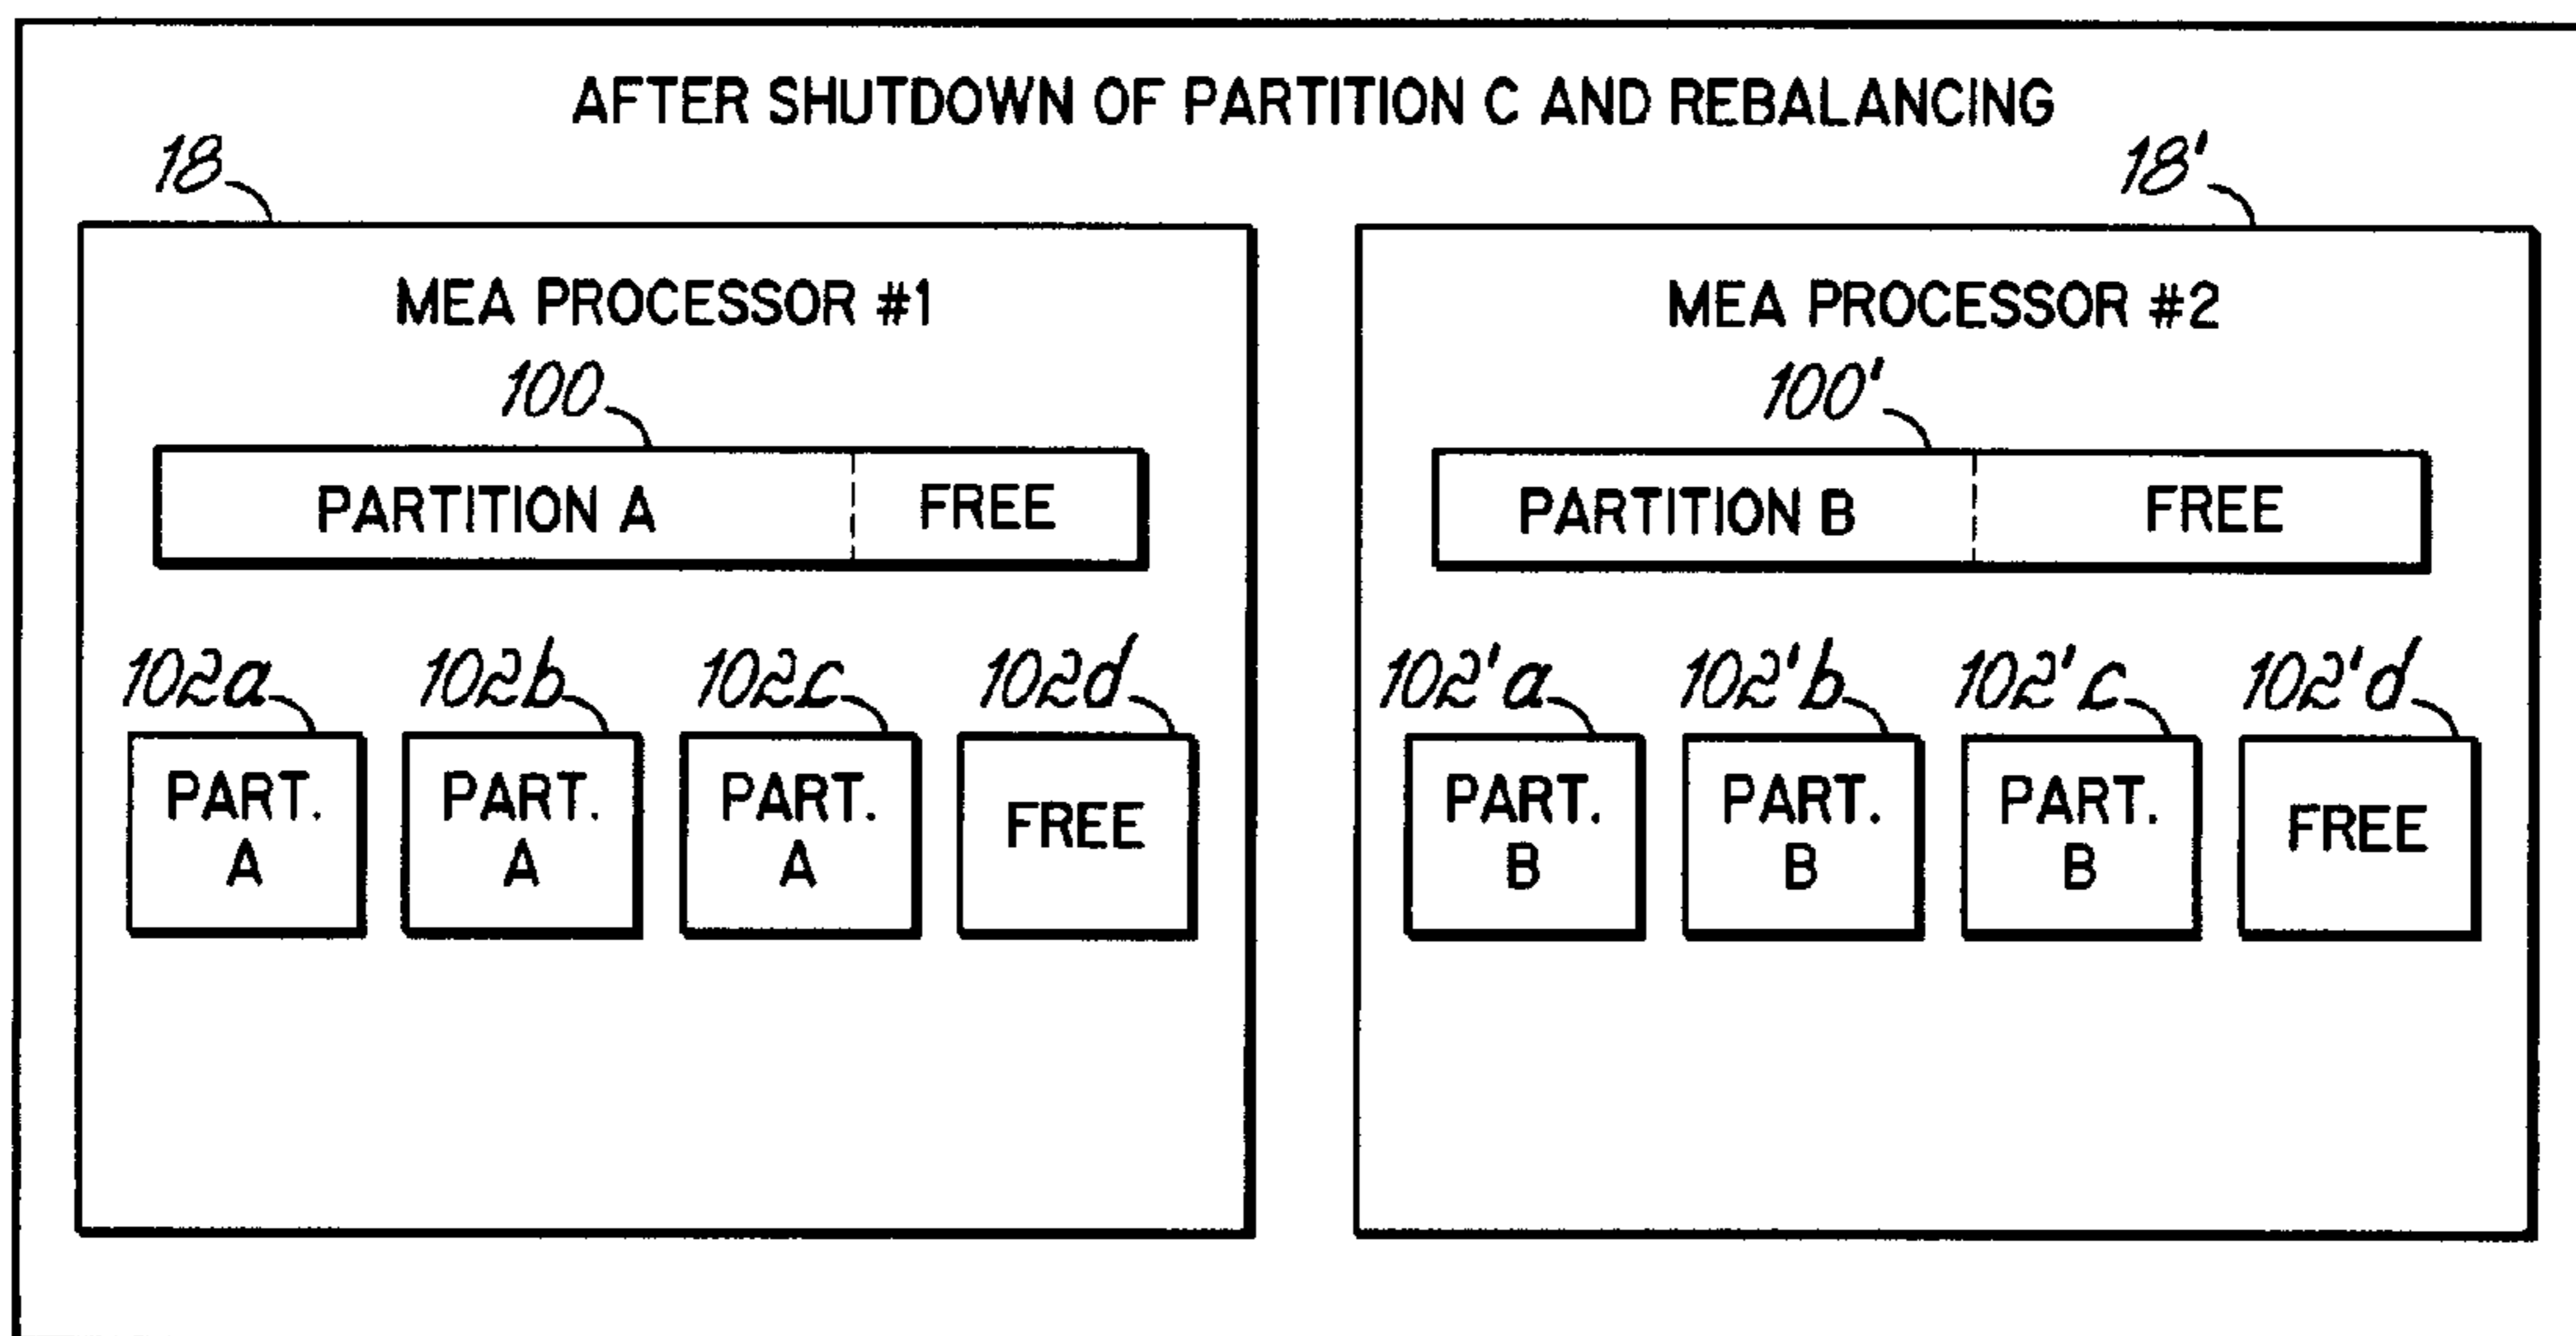 AFTER SHUTDOWN OF PARTITION C AND REBALANCING
18
18'
MEA PROCESSOR #1
MEA PROCESSOR #2
100
100'
PARTITION A
FREE
PARTITION B
FREE
102a
102b
102c
102d
102'a
102'b
102'c
102'd
PART.
A
PART.
A
PART.
A
FREE
PART.
B
PART.
B
PART.
B
FREE